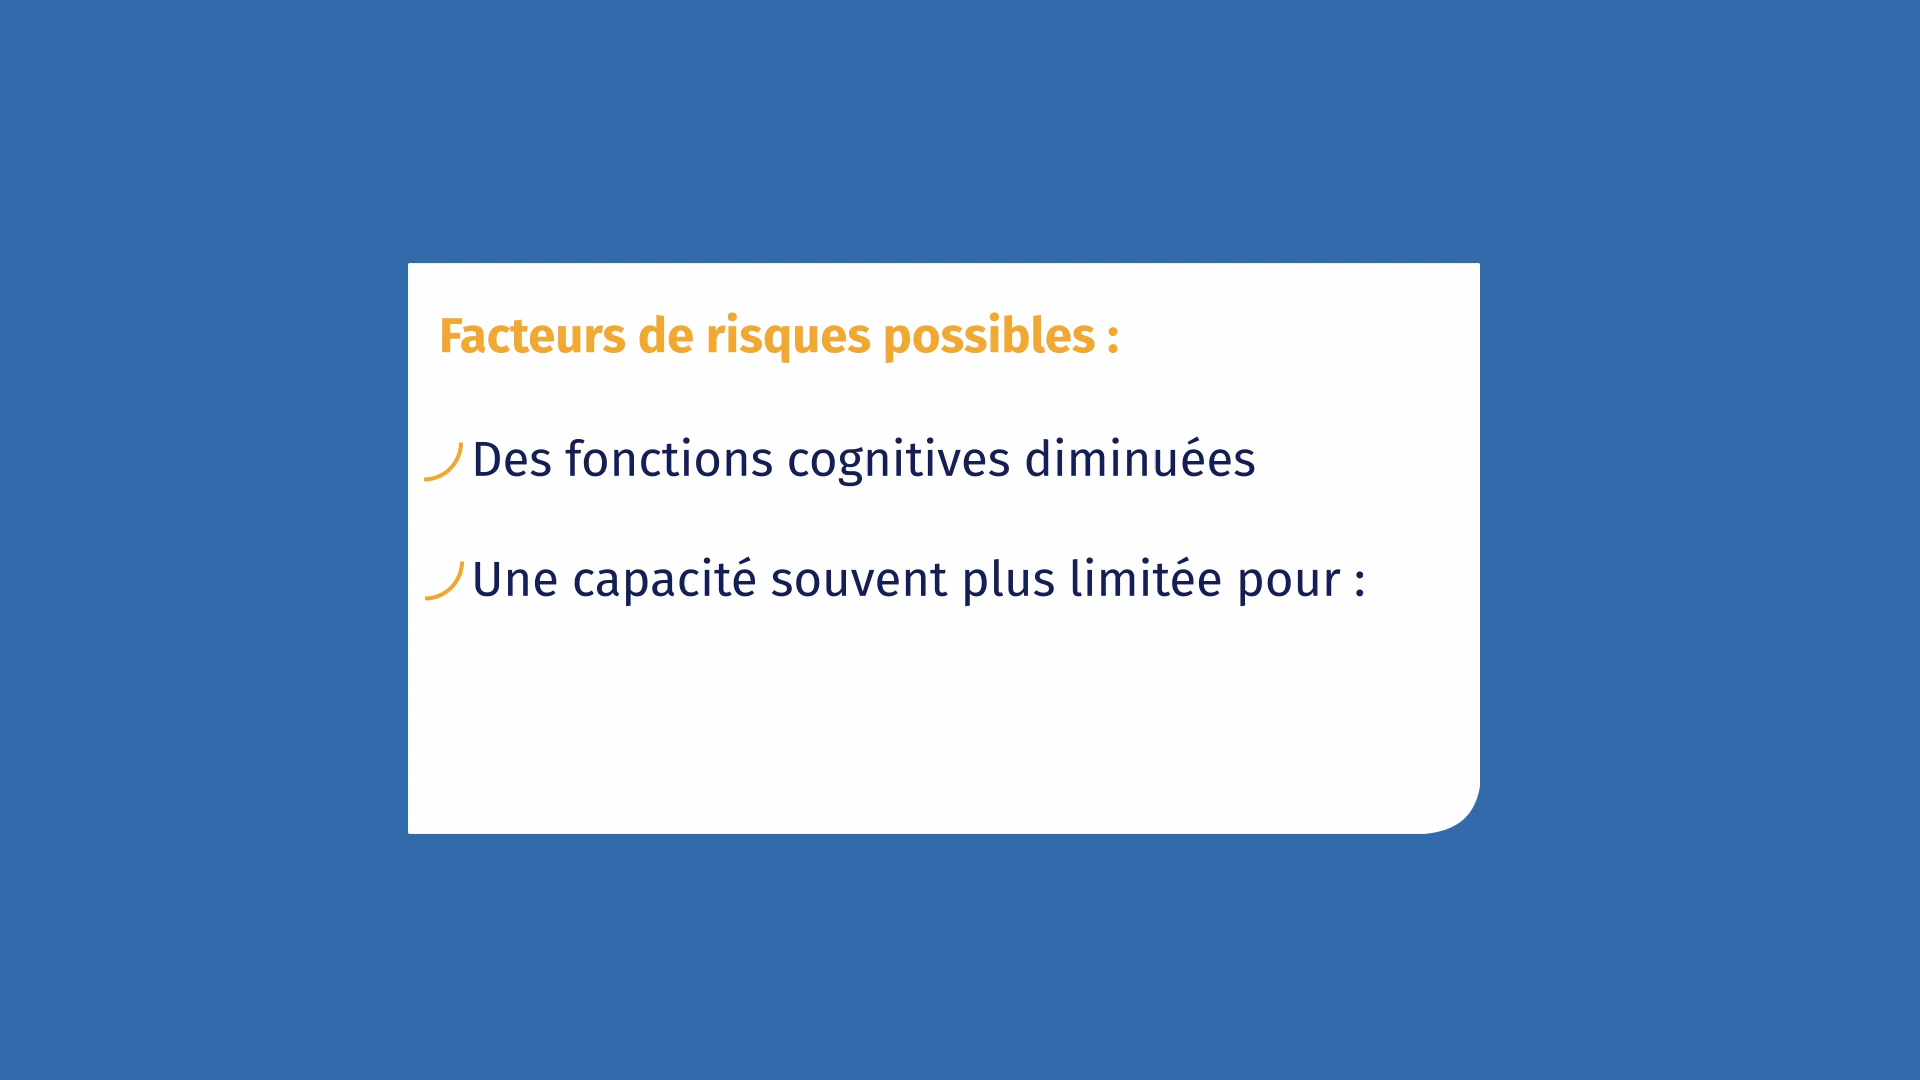 Facteurs de risques possibles :
Des fonctions cognitives diminuées
Une capacité souvent plus limitée pour :